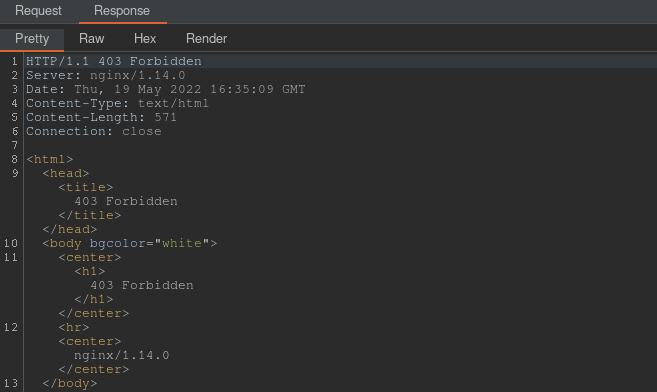 Request Response
Pretty Raw Hex Render
1 HTTP/1.1 403 Forbidden
2 Server: nginx/1.14.0
3 Date: Thu, 19 May 2022 16:35:09 GMT
4 Content-Type: text/html
5 Content-Length: 571
6 Connection: close
7
8 <html>
9 <head>
<title>
403 Forbidden
</title>
</head>
10 <body bgcolor="white">
11 <center>
<h1>
403 Forbidden
</h1>
</center>
12 <hr>
<center>
nginx/1.14.0
</center>
13 </body>